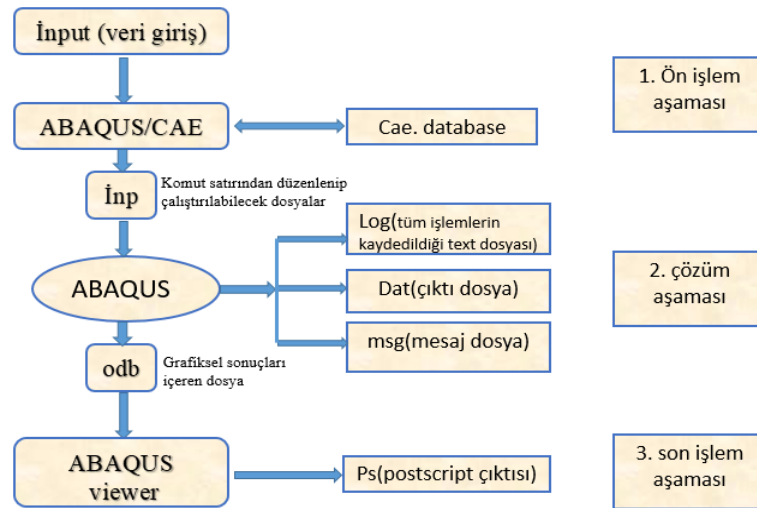 İnput (veri giriş)
1. Ön işlem
aşaması
ABAQUS/CAE
Cae. database
İnp
Komut satırından düzenlenip
çalıştırılabilecek dosyalar
Log(tüm işlemlerin
kaydedildiği text dosyası)
ABAQUS
Dat(çıktı dosya)
msg(mesaj dosya)
2. çözüm
aşaması
odb
Grafiksel sonuçları
içeren dosya
ABAQUS
viewer
Ps(postscript çıktısı)
3. son işlem
aşaması